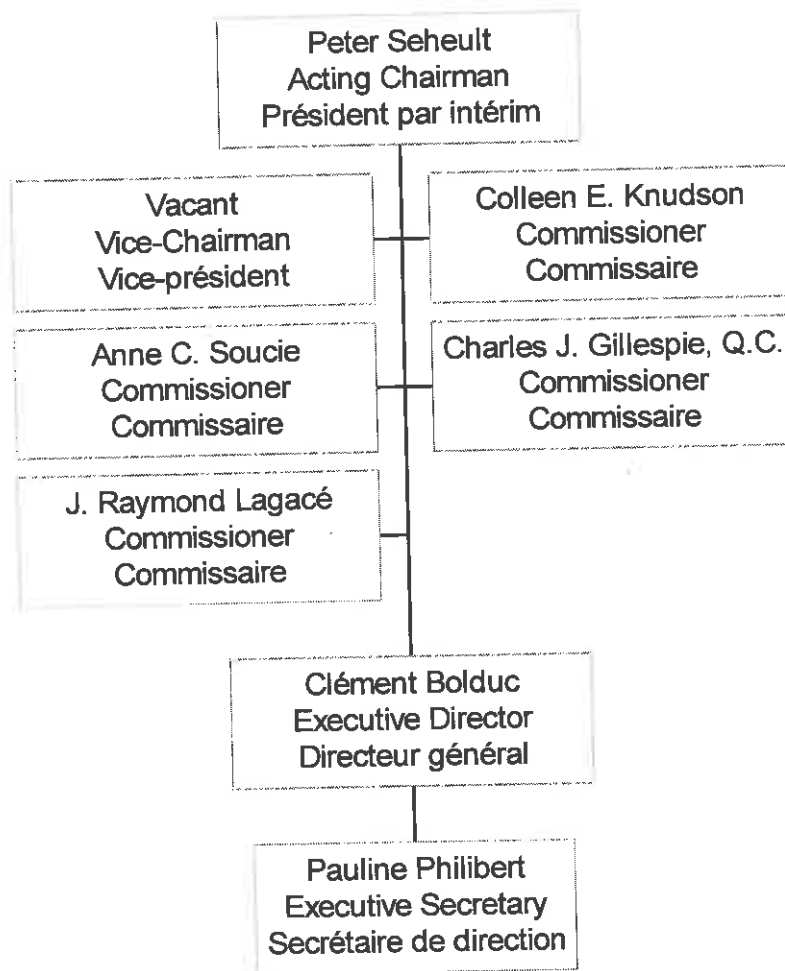 Peter Seheult
Acting Chairman
Président par intérim
Vacant
Vice-Chairman
Vice-président
Colleen E. Knudson
Commissioner
Commissaire
Anne C. Soucie
Commissioner
Commissaire
Charles J. Gillespie, Q.C.
Commissioner
Commissaire
J. Raymond Lagacé
Commissioner
Commissaire
Clément Bolduc
Executive Director
Directeur général
Pauline Philibert
Executive Secretary
Secrétaire de direction